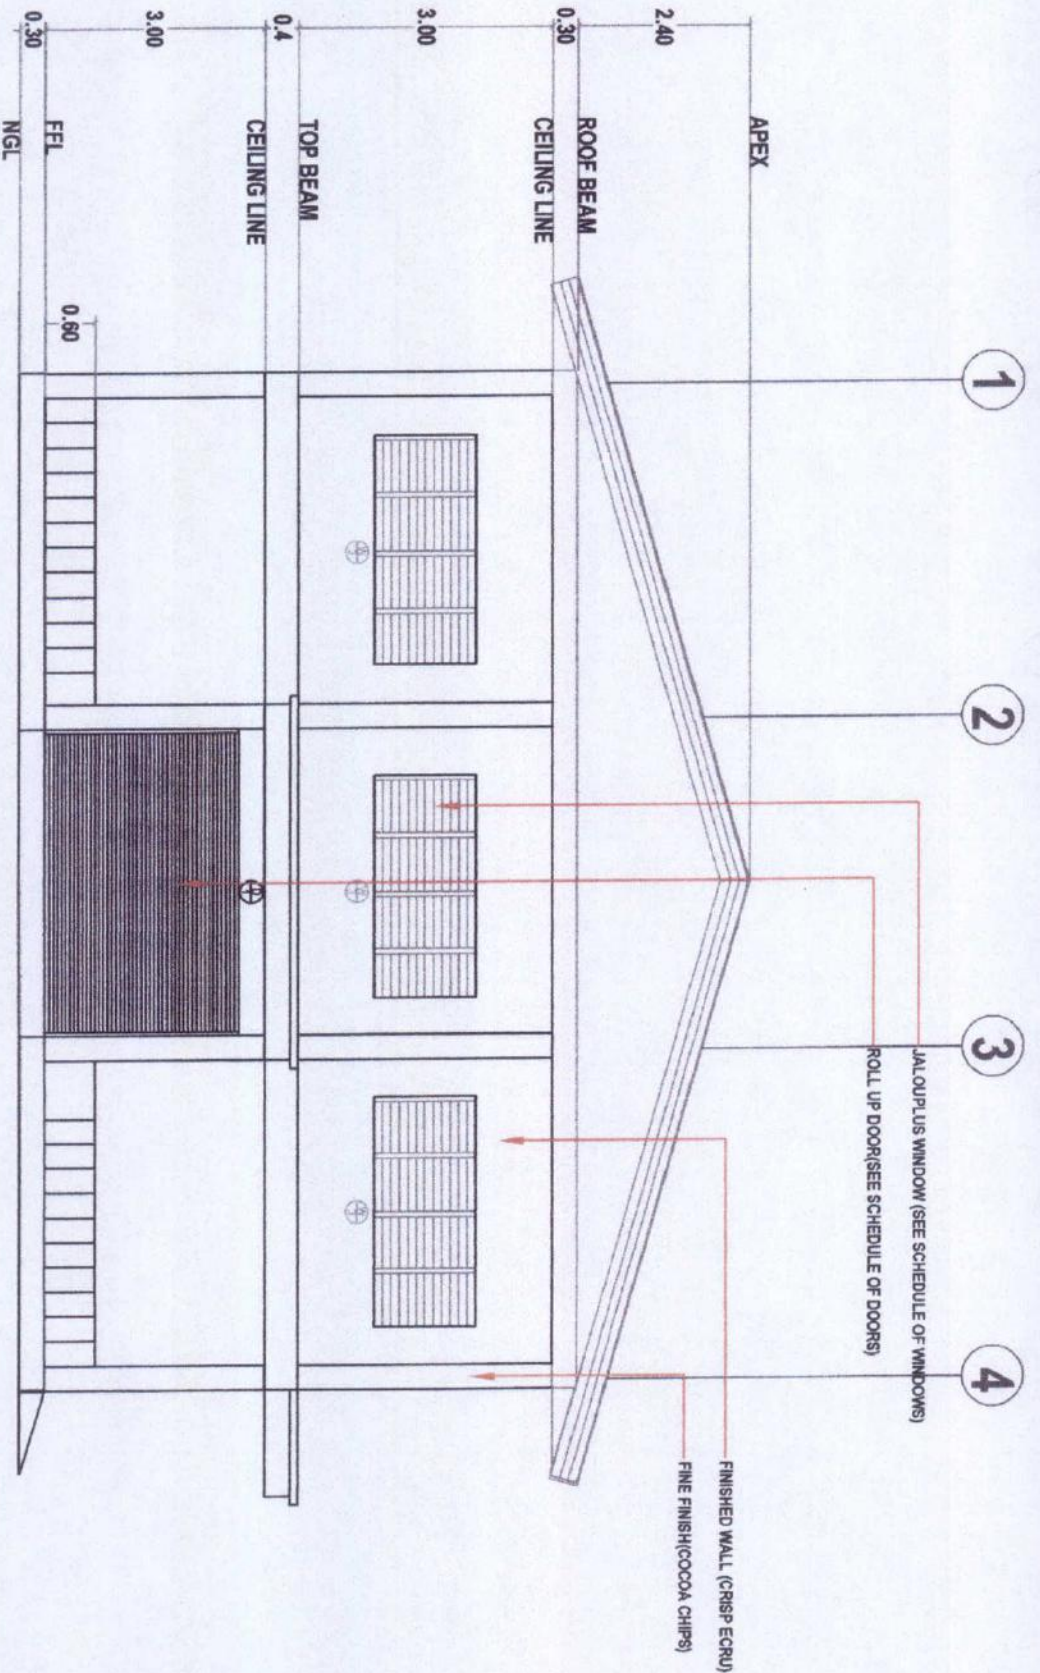 1
2
3
4
JALOUPLUS WINDOW (SEE SCHEDULE OF WINDOWS)
ROLL UP DOOR(SEE SCHEDULE OF DOORS)
FINISHED WALL (CRISP ECRU)
FINE FINISH(COCOA CHIPS)
APEX
2.40
ROOF BEAM
0.30
CEILING LINE
3.00
TOP BEAM
0.4
CEILING LINE
3.00
0.60
FFL
0.30
NGL